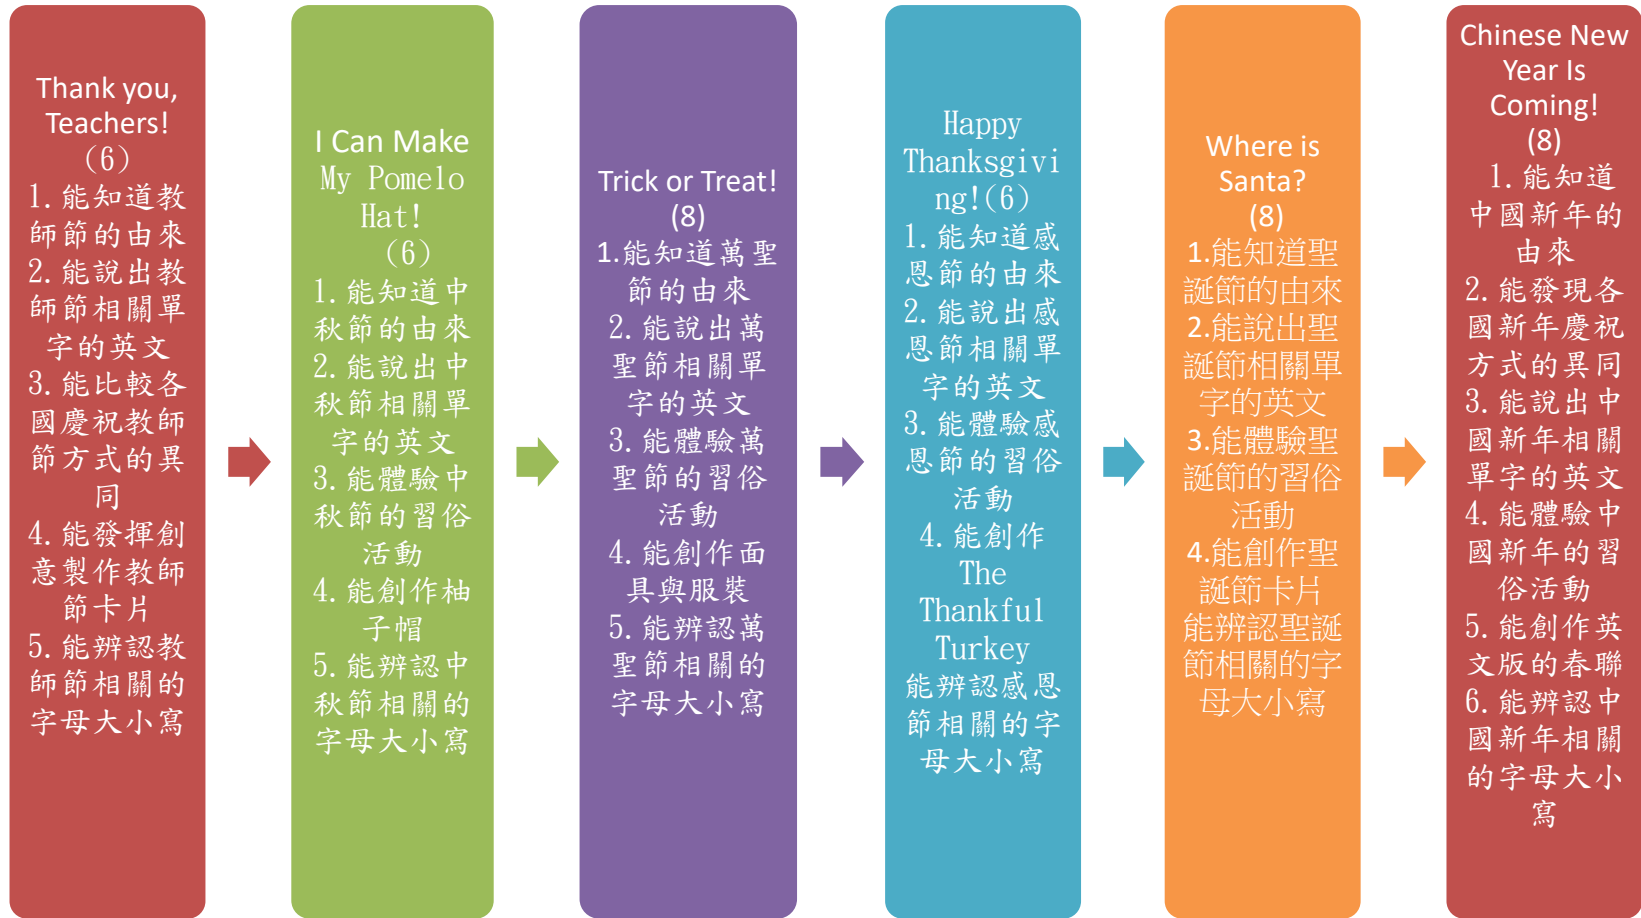 Thank you,
Teachers!
(6)
1.能知道教
師節的由來
2.能說出教
師節相關單
字的英文
3.能比較各
國慶祝教師
節方式的異
同
4.能發揮創
意製作教師
節卡片
5.能辨認教
師節相關的
字母大小寫
I Can Make
My Pomelo
Hat!
(6)
1.能知道中
秋節的由來
2.能說出中
秋節相關單
字的英文
3.能體驗中
秋節的習俗
活動
4.能創作柚
子帽
5.能辨認中
秋節相關的
字母大小寫
Trick or Treat!
(8)
1.能知道萬聖
節的由來
2.能說出萬
聖節相關單
字的英文
3.能體驗萬
聖節的習俗
活動
4.能創作面
具與服裝
5.能辨認萬
聖節相關的
字母大小寫
Happy
Thanksgivi
ng!(6)
1.能知道感
恩節的由來
2.能說出感
恩節相關單
字的英文
3.能體驗感
恩節的習俗
活動
4.能創作
The
Thankful
Turkey
能辨認感恩
節相關的字
母大小寫
Where is
Santa?
(8)
1.能知道聖
誕節的由來
2.能說出聖
誕節相關單
字的英文
3.能體驗聖
誕節的習俗
活動
4.能創作聖
誕節卡片
能辨認聖誕
節相關的字
母大小寫
Chinese New
Year Is
Coming!
(8)
1.能知道
中國新年的
由來
2.能發現各
國新年慶祝
方式的異同
3.能說出中
國新年相關
單字的英文
4.能體驗中
國新年的習
俗活動
5.能創作英
文版的春聯
6.能辨認中
國新年相關
的字母大小
寫